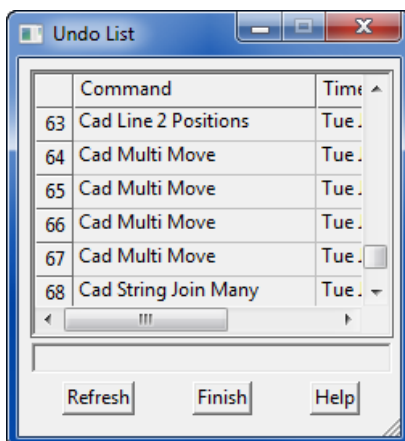 Undo List
Command Time
63 Cad Line 2 Positions Tue
64 Cad Multi Move Tue
65 Cad Multi Move Tue
66 Cad Multi Move Tue
67 Cad Multi Move Tue
68 Cad String Join Many Tue
Refresh Finish Help